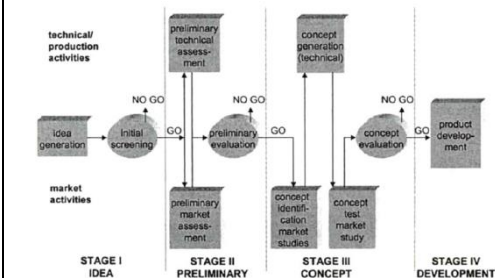 technical/
production
activities
preliminary
technical
assess-
ment
concept
generation
(technical)
NO GO
NO GO
NO GO
idea
generation
initial
screening
GO
preliminary
evaluation
GO
concept
evaluation
GO
product
develop-
ment
market
activities
preliminary
market
assess-
ment
concept
identifi-
cation
market
studies
concept
test
market
study
STAGE I
IDEA
STAGE II
PRELIMINARY
STAGE III
CONCEPT
STAGE IV
DEVELOPMENT